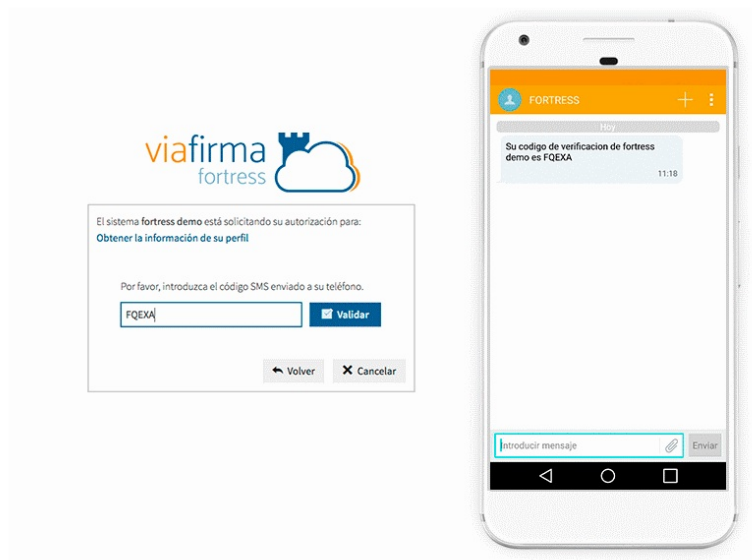 viafirma
fortress
El sistema fortress demo está solicitando su autorización para:
Obtener la información de su perfil
Por favor, introduzca el código SMS enviado a su teléfono.
FQEXA
Validar
Volver
Cancelar
FORTRESS
Hoy
Su codigo de verificacion de fortress
demo es FQEXA
11:18
Introducir mensaje
Enviar